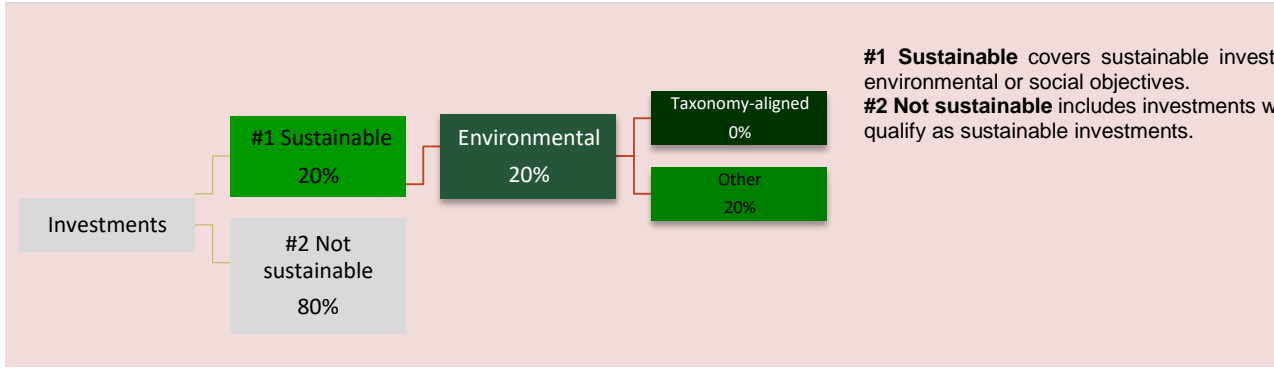 Investments
#1 Sustainable
20%
#2 Not
sustainable
80%
Environmental
20%
Taxonomy-aligned
0%
Other
20%
#1 Sustainable covers sustainable
environmental or social objectives.
#2 Not sustainable includes investments
qualify as sustainable investments.